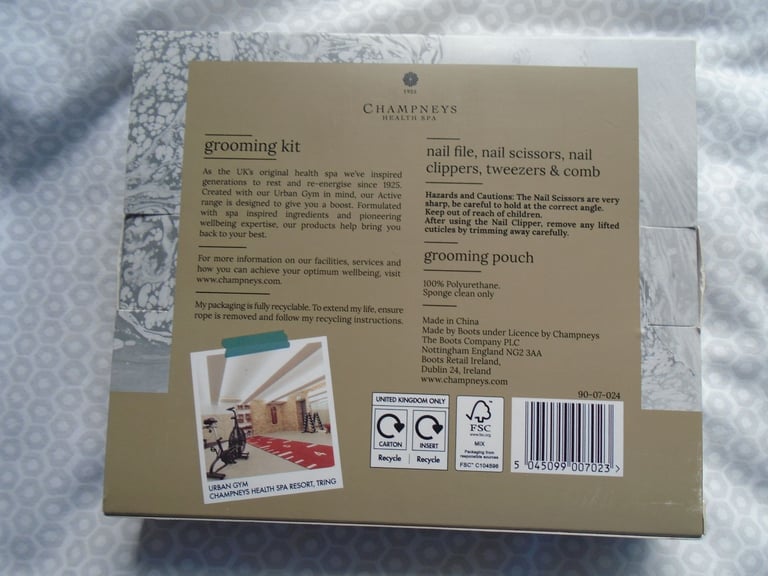 1925
CHAMPNEYS
HEALTH SPA
grooming kit
As the UK's original health spa we've inspired
generations to rest and re-energise since 1925.
Created with our Urban Gym in mind, our Active
range is designed to give you a boost. Formulated
with spa inspired ingredients and pioneering
wellbeing expertise, our products help bring you
back to your best.
For more information on our facilities, services and
how you can achieve your optimum wellbeing, visit
www.champneys.com.
My packaging is fully recyclable. To extend my life, ensure
rope is removed and follow my recycling instructions.
URBAN GYM
CHAMPNEYS HEALTH SPA RESORT, TRING
nail file, nail scissors, nail
clippers, tweezers & comb
Hazards and Cautions: The Nail Scissors are very
sharp, be careful to hold at the correct angle.
Keep out of reach of children.
After using the Nail Clipper, remove any lifted
cuticles by trimming away carefully.
grooming pouch
100% Polyurethane.
Sponge clean only
Made in China
Made by Boots under Licence by Champneys
The Boots Company PLC
Nottingham England NG2 3AA
Boots Retail Ireland,
Dublin 24, Ireland
www.champneys.com
90-07-024
UNITED KINGDOM ONLY
CARTON
Recycle
INSERT
Recycle
FSC
www.fsc.org
MIX
Packaging from
responsible sources
FSC™ C104596
5 045099 007023 >